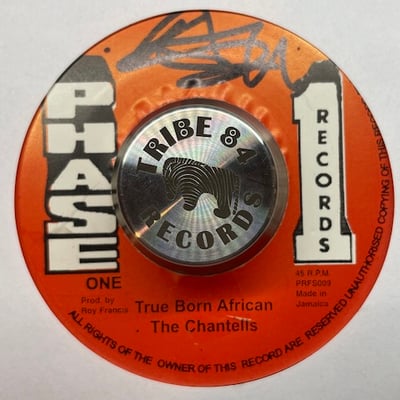 PHASE
ONE
1
RECORDS
TRIBE 84
RECORDS
Prod. by
Roy Francis
45 R.P.M.
PRFS009
Made in
Jamaica
True Born African
The Chantells
ALL RIGHTS OF THE OWNER OF THIS RECORD ARE RESERVED UNAUTHORISED COPYING OF THIS RECO